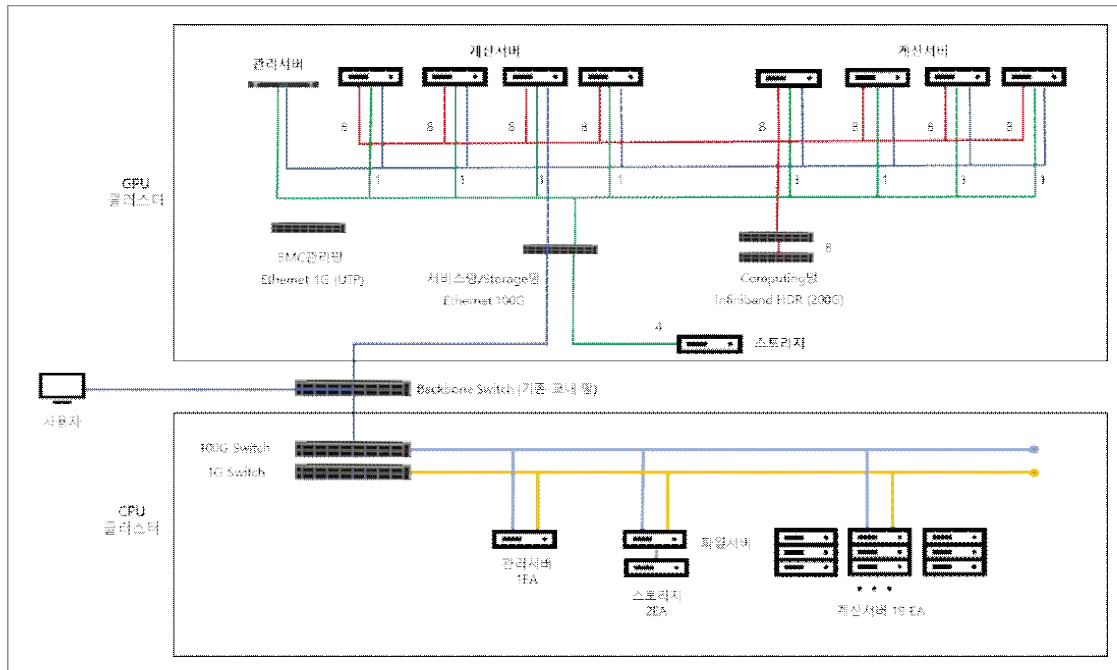 관리서버
계산서버
계산서버
8
8
8
8
8
8
8
8
1
1
1
GPU
클러스터
BMC관리망
Ethernet 1G (UTP)
서비스망/Storage망
Ethernet 100G
8
Computing망
Infiniband HDR (200G)
4
스토리지
사용자
Backbone Switch (기존 교내 망)
100G Switch
1G Switch
CPU
클러스터
관리서버
1EA
파일서버
스토리지
2EA
계산서버 19 EA